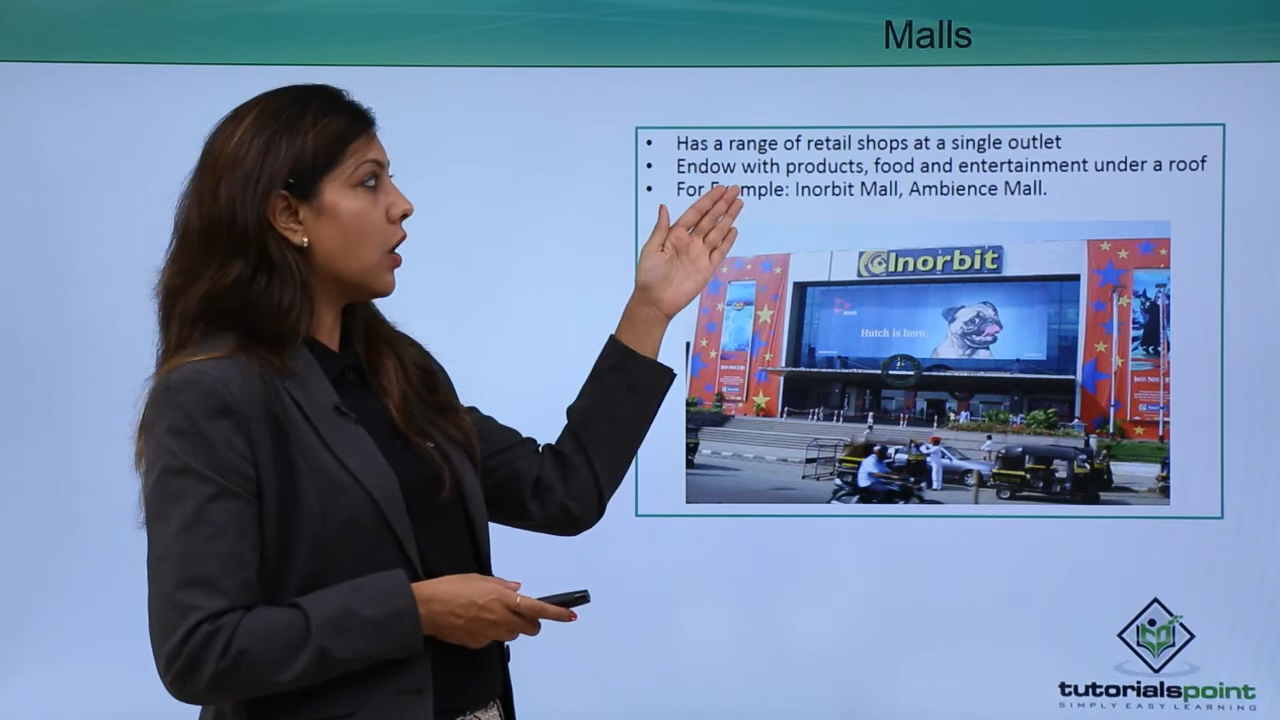 Malls
• Has a range of retail shops at a single outlet
• Endow with products, food and entertainment under a roof
• For Example: Inorbit Mall, Ambience Mall.
Inorbit
Hutch
Hutch is here.
tutorialspoint
SIMPLY EASY LEARNING